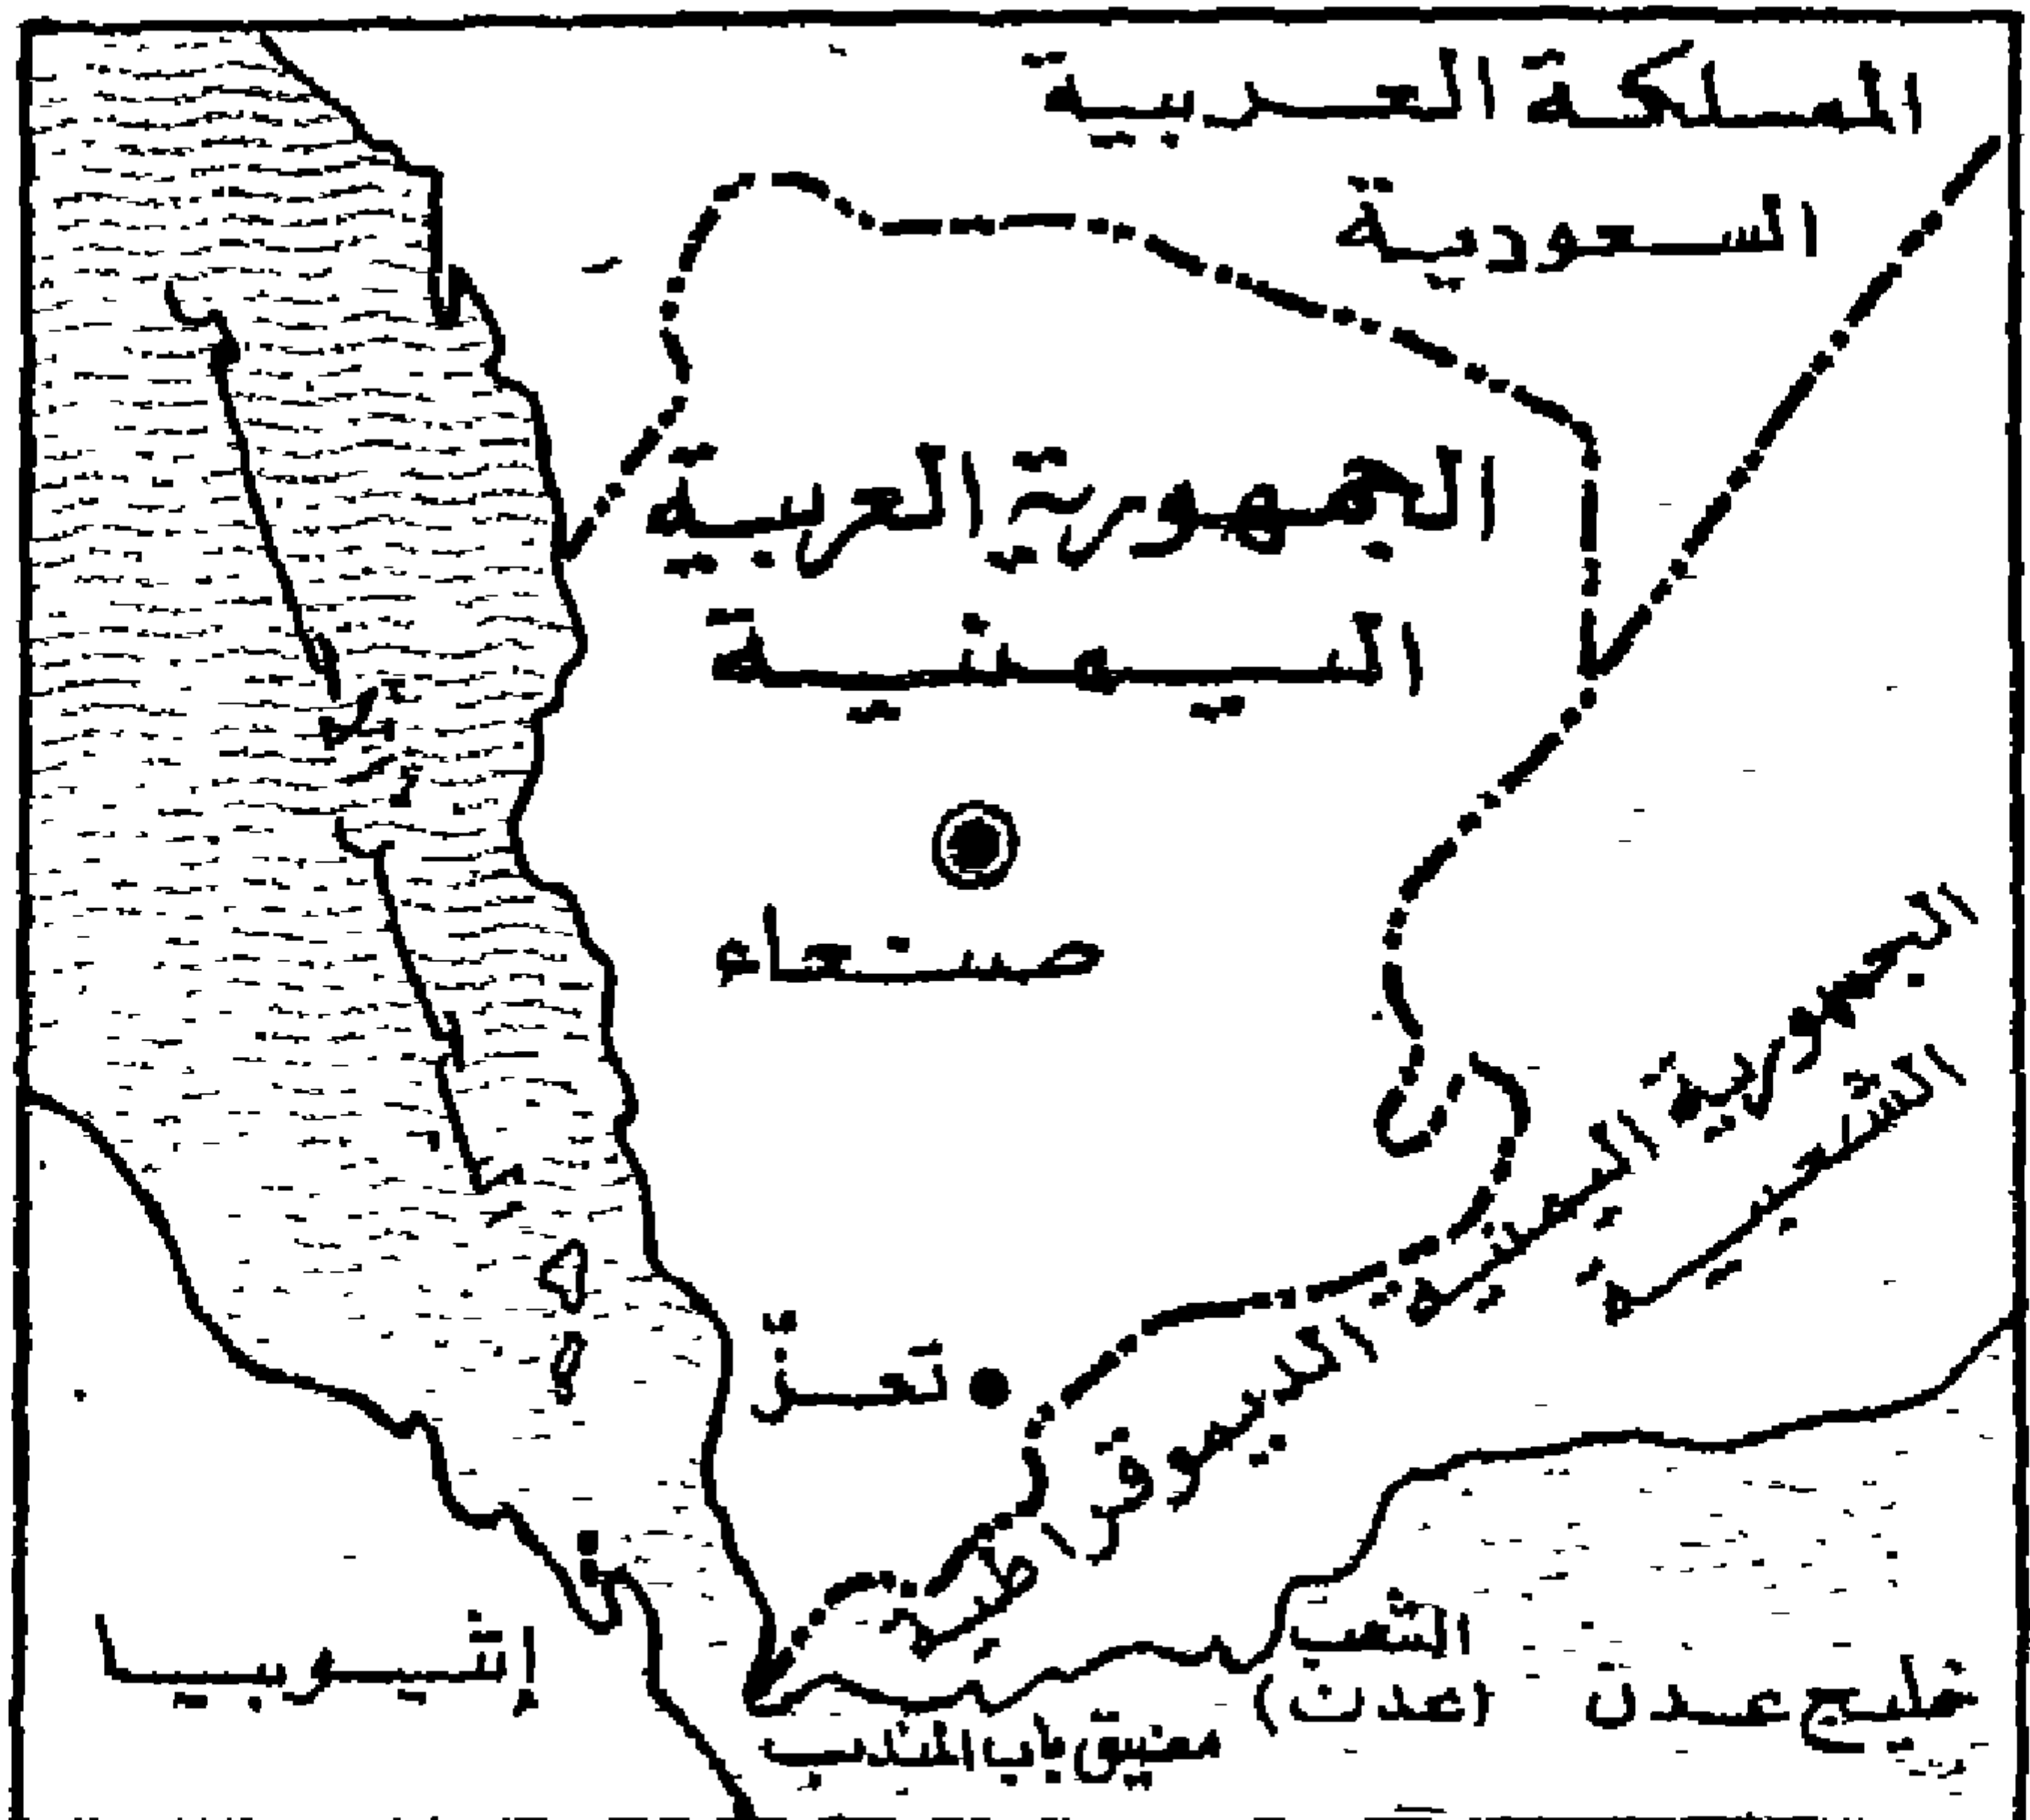 المملكة العربية
السعودية
الجمهورية العربية
اليمنية
صنعاء
الجمهورية اليمنية الديموقراطية
الشعبية
تعزّ
الشعب
(عدن)
خليج عدن
اثيوبيا
مضيق باب المندب